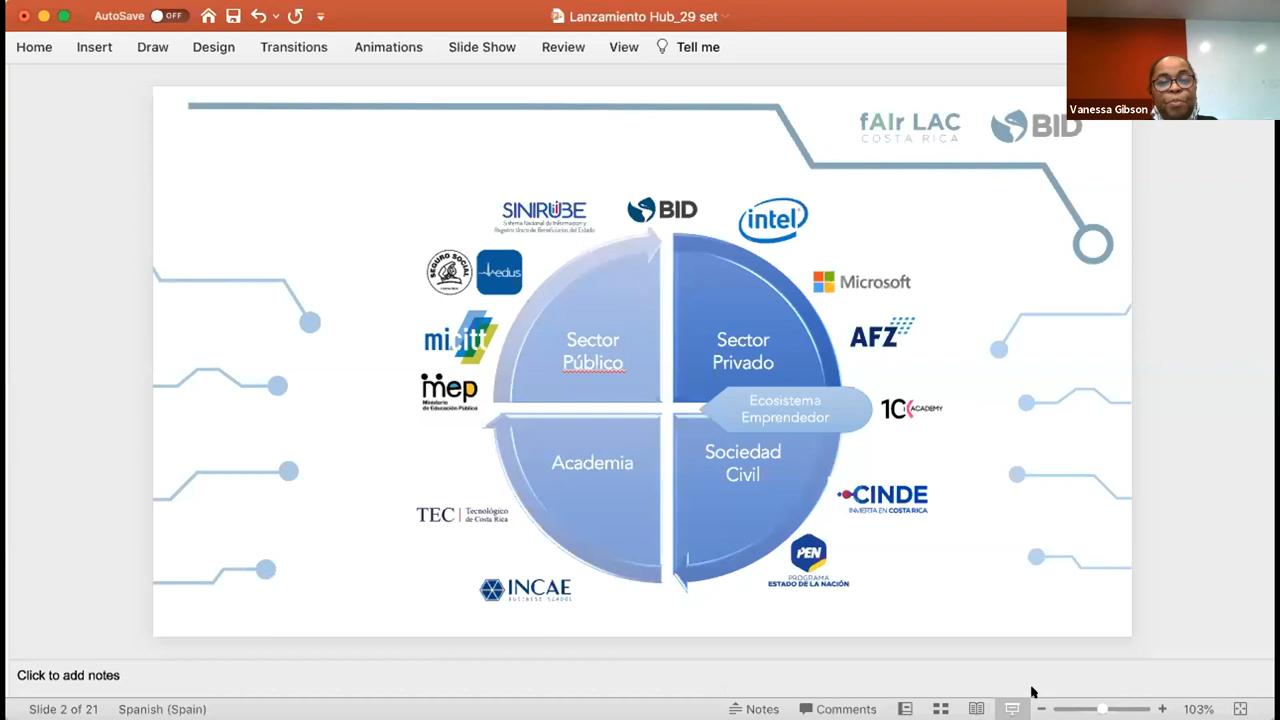 AutoSave OFF
Lanzamiento Hub_29 set
Home Insert Draw Design Transitions Animations Slide Show Review View Tell me
Vanessa Gibson
fAIr LAC
COSTA RICA
BID
SINIRUBE
Sistema Nacional de Información y
Registro Único de Beneficiarios del Estado
BID
intel
SEGURO SOCIAL
edus
Microsoft
micitt
AFZ
Sector
Público
Sector
Privado
mep
Ministerio
de Educación Pública
Ecosistema
Emprendedor
10X ACADEMY
Academia
Sociedad
Civil
CINDE
INVIERTA EN COSTA RICA
TEC | Tecnológico
de Costa Rica
PEN
PROGRAMA
ESTADO DE LA NACIÓN
INCAE
BUSINESS SCHOOL
Click to add notes
Slide 2 of 21 Spanish (Spain) Notes Comments 103%